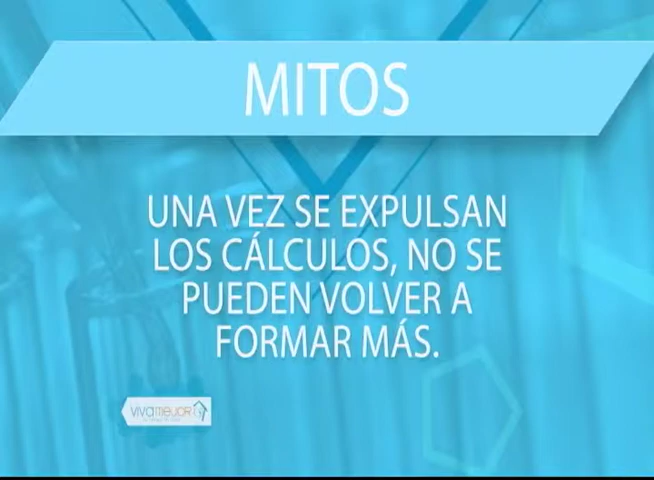 MITOS
UNA VEZ SE EXPULSAN
LOS CÁLCULOS, NO SE
PUEDEN VOLVER A
FORMAR MÁS.
VIVAMEJOR